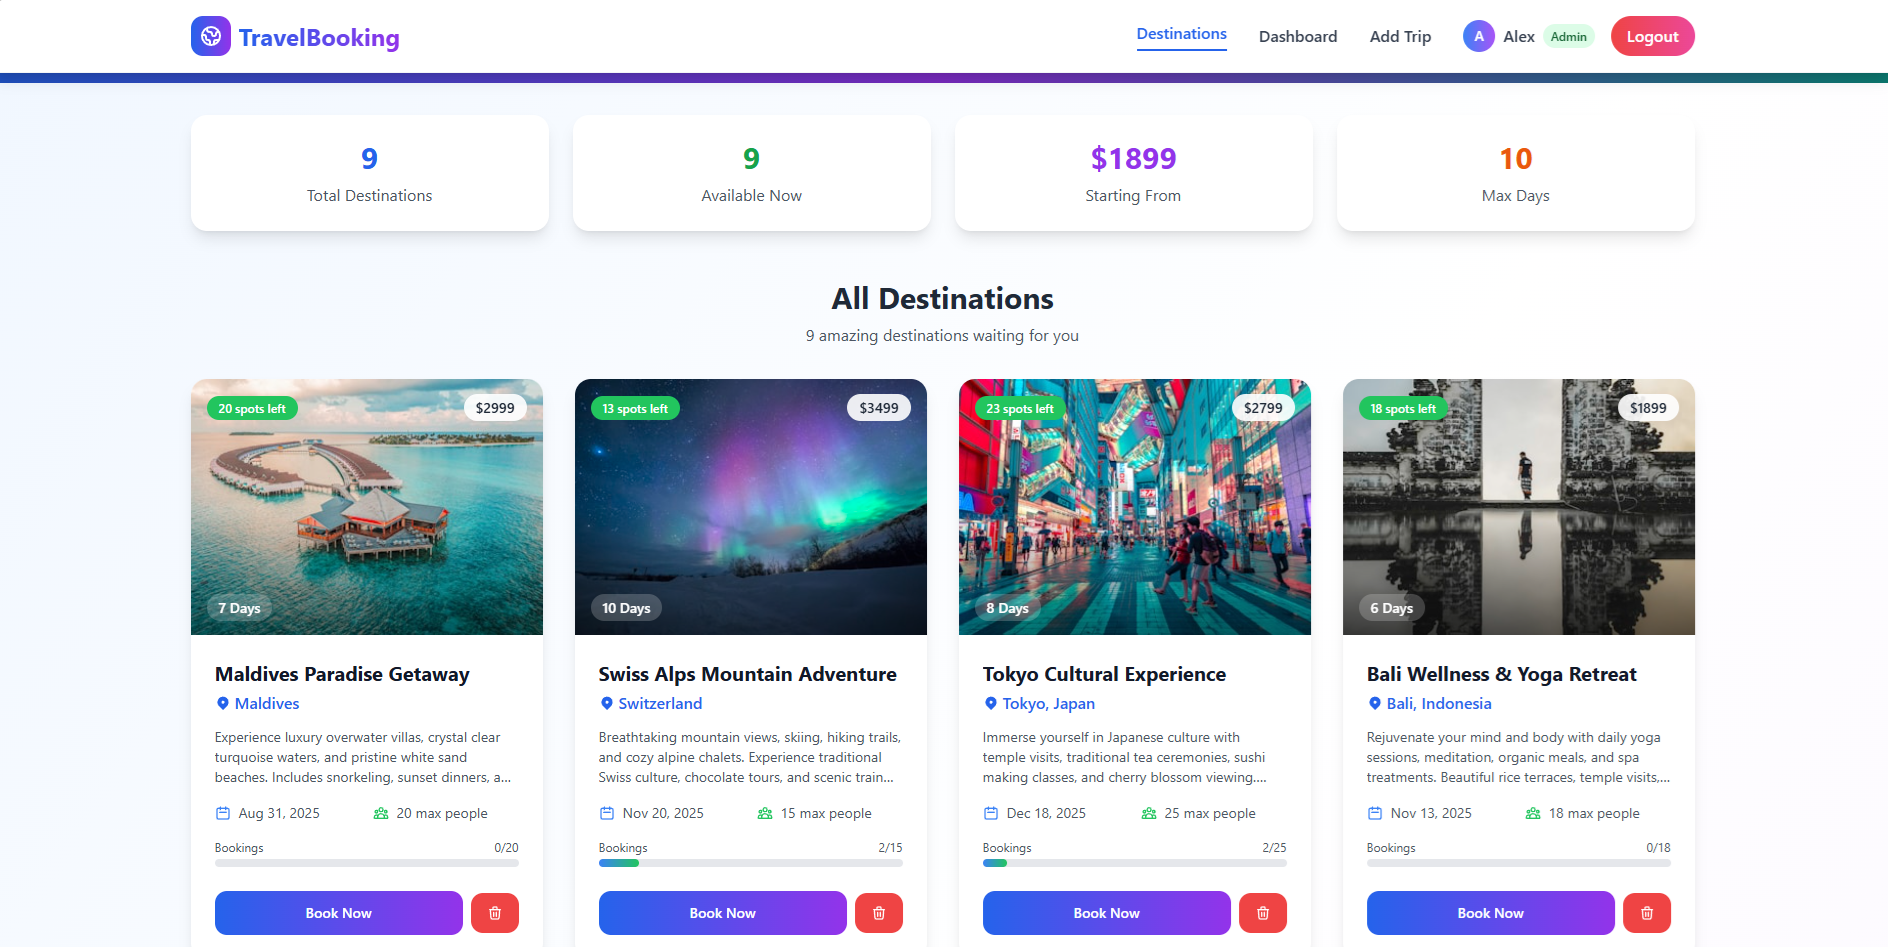 TravelBooking
Destinations
Dashboard
Add Trip
A
Alex
Admin
Logout
9
Total Destinations
9
Available Now
$1899
Starting From
10
Max Days
All Destinations
9 amazing destinations waiting for you
20 spots left
$2999
7 Days
Maldives Paradise Getaway
Maldives
Experience luxury overwater villas, crystal clear
turquoise waters, and pristine white sand
beaches. Includes snorkeling, sunset dinners, a...
Aug 31, 2025
20 max people
Bookings
0/20
Book Now
13 spots left
$3499
10 Days
Swiss Alps Mountain Adventure
Switzerland
Breathtaking mountain views, skiing, hiking trails,
and cozy alpine chalets. Experience traditional
Swiss culture, chocolate tours, and scenic train...
Nov 20, 2025
15 max people
Bookings
2/15
Book Now
23 spots left
$2799
8 Days
Tokyo Cultural Experience
Tokyo, Japan
Immerse yourself in Japanese culture with
temple visits, traditional tea ceremonies, sushi
making classes, and cherry blossom viewing....
Dec 18, 2025
25 max people
Bookings
2/25
Book Now
18 spots left
$1899
6 Days
Bali Wellness & Yoga Retreat
Bali, Indonesia
Rejuvenate your mind and body with daily yoga
sessions, meditation, organic meals, and spa
treatments. Beautiful rice terraces, temple visits,...
Nov 13, 2025
18 max people
Bookings
0/18
Book Now